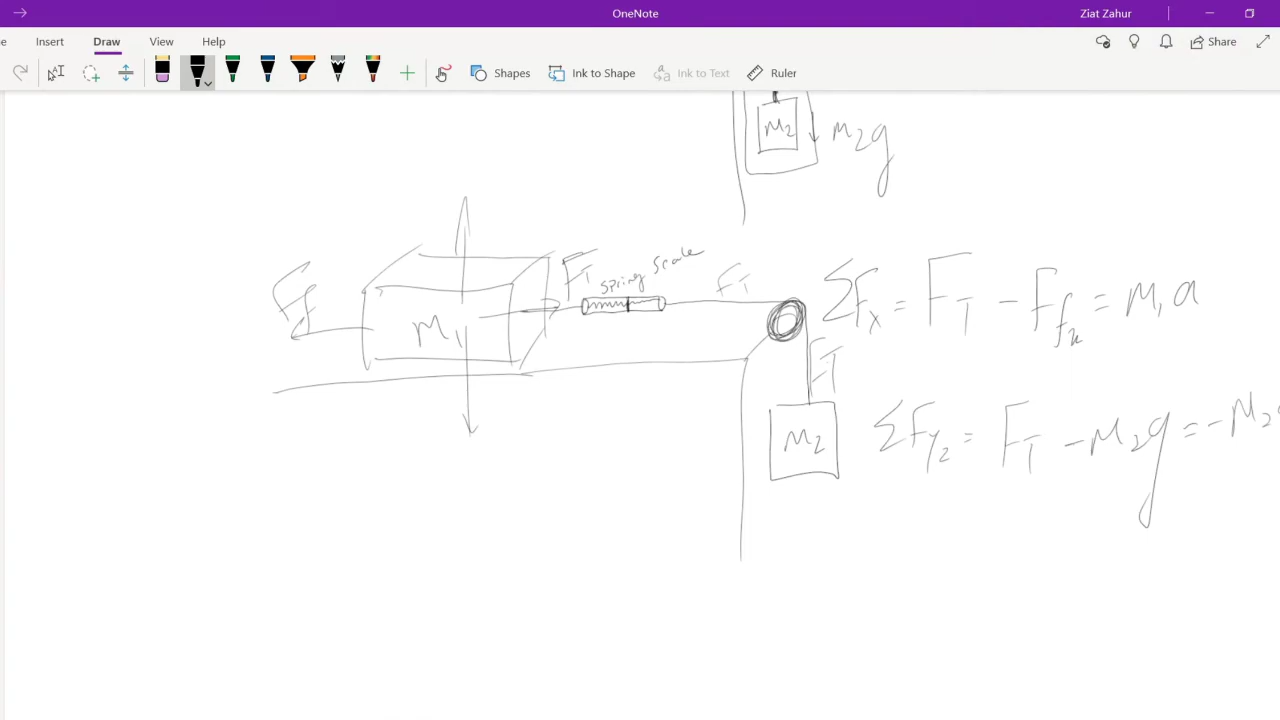 OneNote
Ziat Zahur
Insert Draw View Help
Share
Shapes Ink to Shape Ink to Text Ruler
M2 m2g
Ff M1 FT spring scale FT
ΣFx = FT - Ffk = M1a
FT
M2
ΣFy2 = FT - M2g = -M2